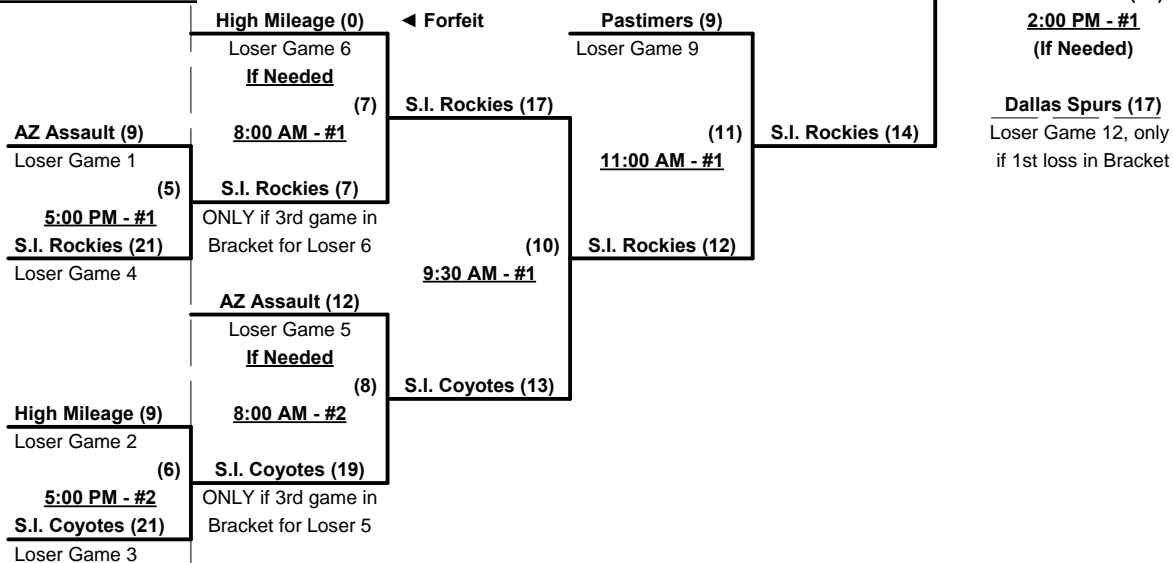 High Mileage (0)
◄ Forfeit
Loser Game 6
If Needed
(7)
8:00 AM - #1
AZ Assault (9)
Loser Game 1
(5)
5:00 PM - #1
S.I. Rockies (21)
Loser Game 4
S.I. Rockies (7)
ONLY if 3rd game in
Bracket for Loser 6
AZ Assault (12)
Loser Game 5
If Needed
(8)
8:00 AM - #2
High Mileage (9)
Loser Game 2
(6)
5:00 PM - #2
S.I. Coyotes (21)
Loser Game 3
S.I. Coyotes (19)
ONLY if 3rd game in
Bracket for Loser 5
S.I. Rockies (17)
(10)
9:30 AM - #1
S.I. Coyotes (13)
Pastimers (9)
Loser Game 9
(11)
11:00 AM - #1
S.I. Rockies (12)
S.I. Rockies (14)
2:00 PM - #1
(If Needed)
Dallas Spurs (17)
Loser Game 12, only
if 1st loss in Bracket